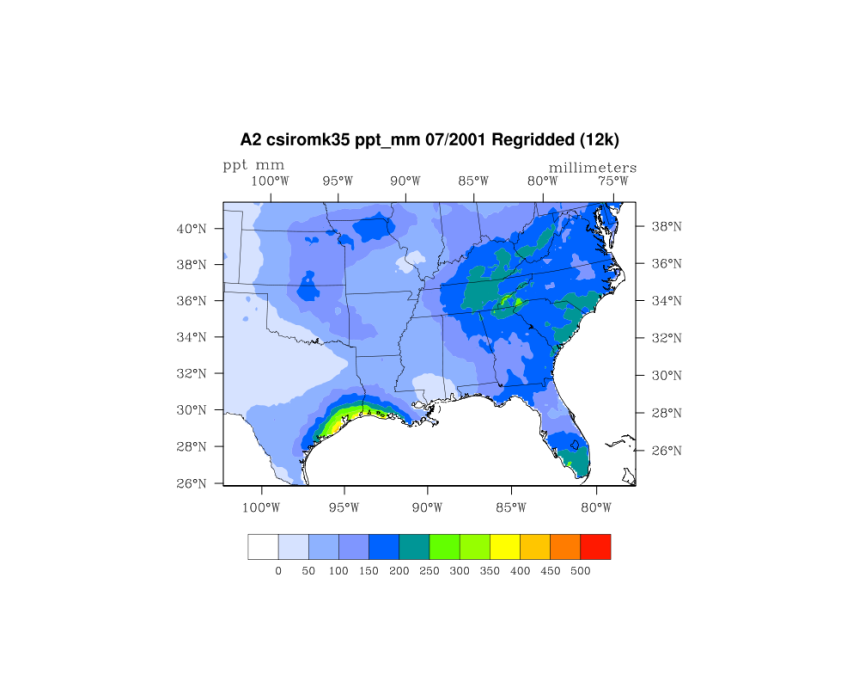 A2 csiromk35 ppt_mm 07/2001 Regridded (12k)
ppt mm millimeters
100°W 95°W 90°W 85°W 80°W 75°W
40°N 38°N
38°N 36°N
36°N 34°N
34°N 32°N
32°N 30°N
30°N 28°N
28°N 26°N
26°N
100°W 95°W 90°W 85°W 80°W
0 50 100 150 200 250 300 350 400 450 500